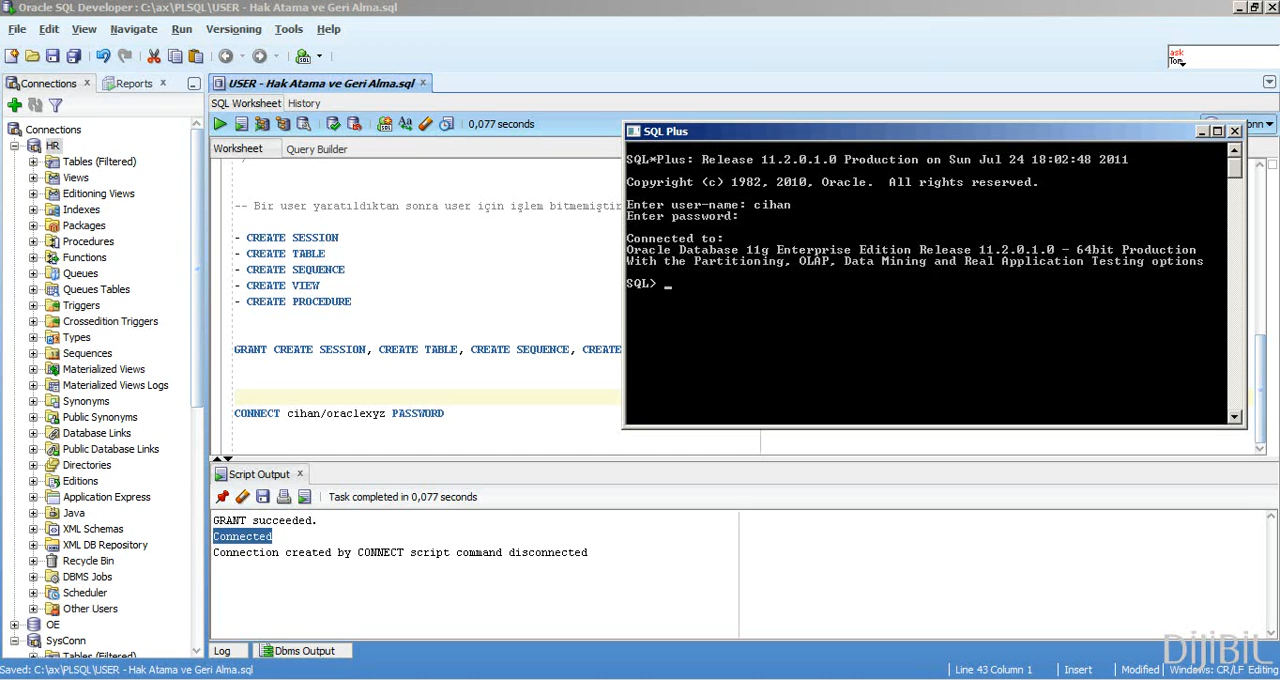 Oracle SQL Developer : C:\ax\PLSQL\USER - Hak Atama ve Geri Alma.sql
File Edit View Navigate Run Versioning Tools Help
ask
Tom
Connections
Reports
USER - Hak Atama ve Geri Alma.sql
SQL Worksheet History
0,077 seconds
Worksheet Query Builder
Connections
HR
Tables (Filtered)
Views
Editioning Views
Indexes
Packages
Procedures
Functions
Queues
Queues Tables
Triggers
Crossedition Triggers
Types
Sequences
Materialized Views
Materialized Views Logs
Synonyms
Public Synonyms
Database Links
Public Database Links
Directories
Editions
Application Express
Java
XML Schemas
XML DB Repository
Recycle Bin
DBMS Jobs
Scheduler
Other Users
OE
SysConn
Tables (Filtered)
-- Bir user yaratıldıktan sonra user için işlem bitmemiştir
- CREATE SESSION
- CREATE TABLE
- CREATE SEQUENCE
- CREATE VIEW
- CREATE PROCEDURE
GRANT CREATE SESSION, CREATE TABLE, CREATE SEQUENCE, CREATE
CONNECT cihan/oraclexyz PASSWORD
SQL Plus
SQL*Plus: Release 11.2.0.1.0 Production on Sun Jul 24 18:02:48 2011
Copyright (c) 1982, 2010, Oracle. All rights reserved.
Enter user-name: cihan
Enter password:
Connected to:
Oracle Database 11g Enterprise Edition Release 11.2.0.1.0 - 64bit Production
With the Partitioning, OLAP, Data Mining and Real Application Testing options
SQL> _
Script Output
Task completed in 0,077 seconds
GRANT succeeded.
Connected
Connection created by CONNECT script command disconnected
Log Dbms Output
DijiBiL
Saved: C:\ax\PLSQL\USER - Hak Atama ve Geri Alma.sql
Line 43 Column 1 Insert Modified Windows: CR/LF Editing